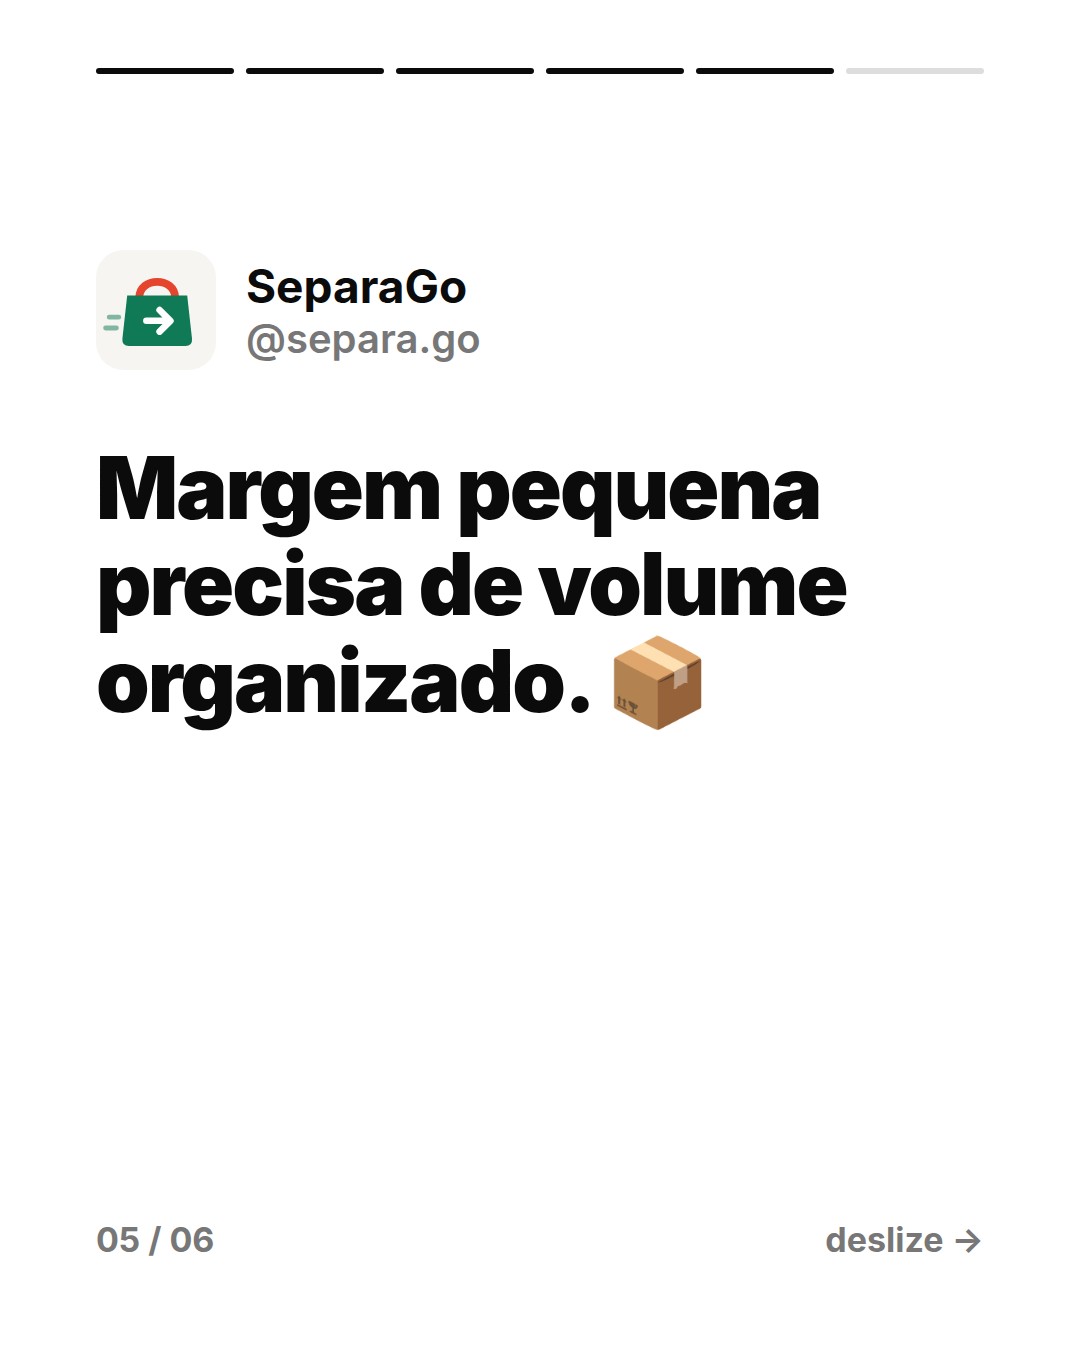 SeparaGo
@separa.go
Margem pequena
precisa de volume
organizado. 📦
05 / 06
deslize →